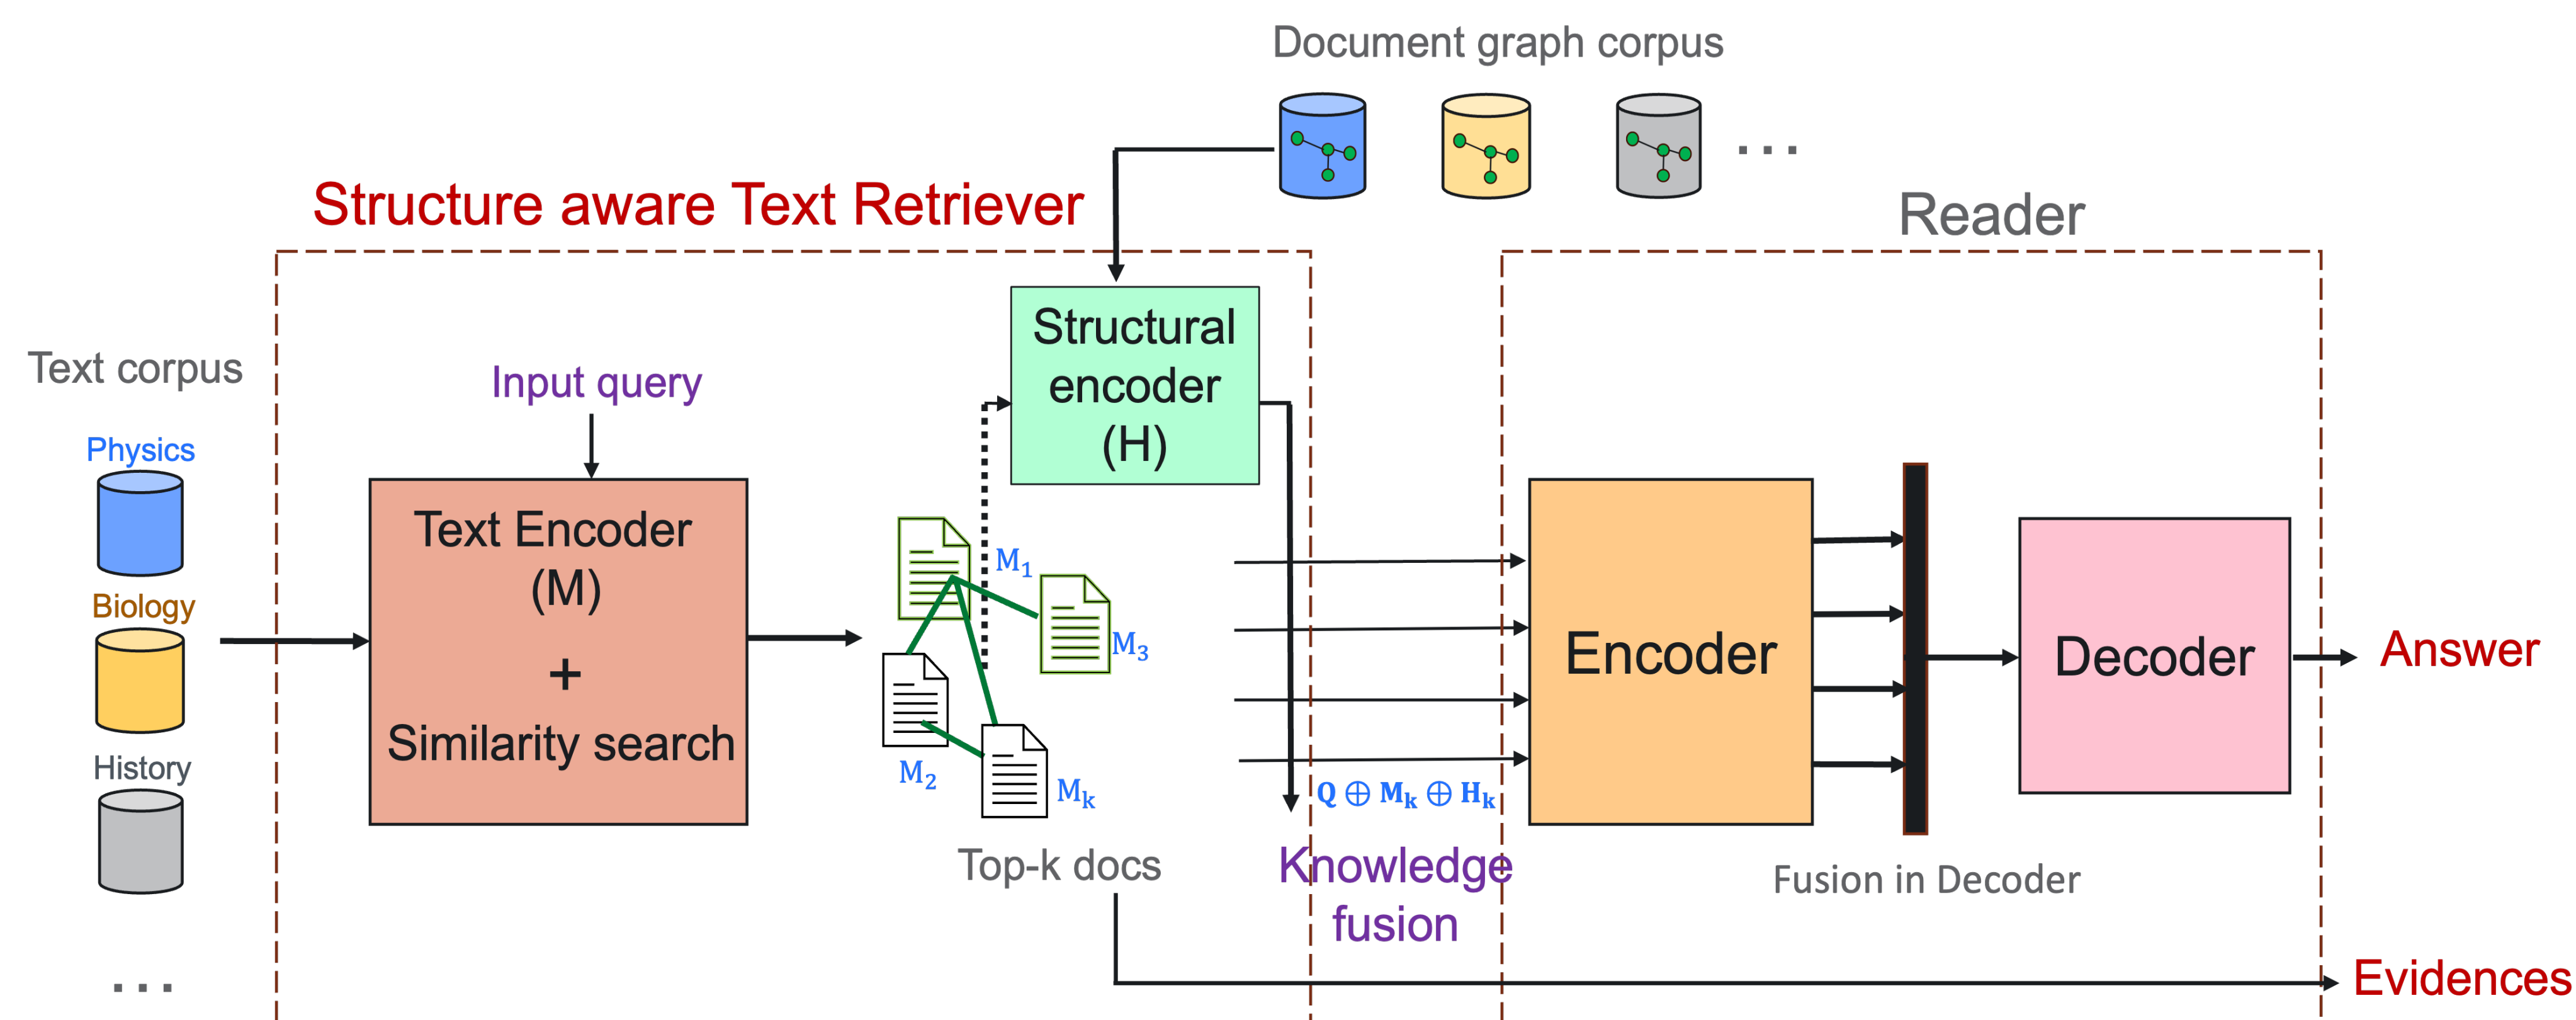 Document graph corpus
...
Structure aware Text Retriever
Reader
Text corpus
Physics
Biology
History
...
Input query
Text Encoder
(M)
+
Similarity search
Structural
encoder
(H)
M₁
M₃
M₂
Mₖ
Top-k docs
Q ⊕ Mₖ ⊕ Hₖ
Knowledge
fusion
Encoder
Fusion in Decoder
Decoder
Answer
Evidences